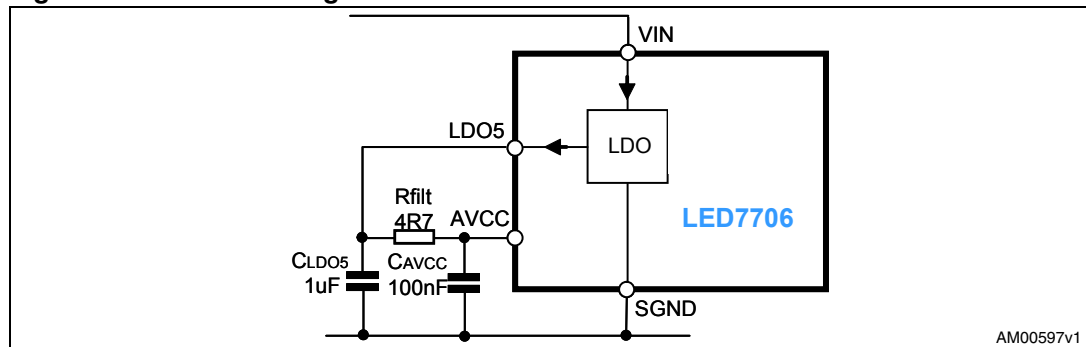 VIN
LDO5
LDO
Rfilt
4R7
AVCC
LED7706
CLDO5
1uF
CAVCC
100nF
SGND
AM00597v1